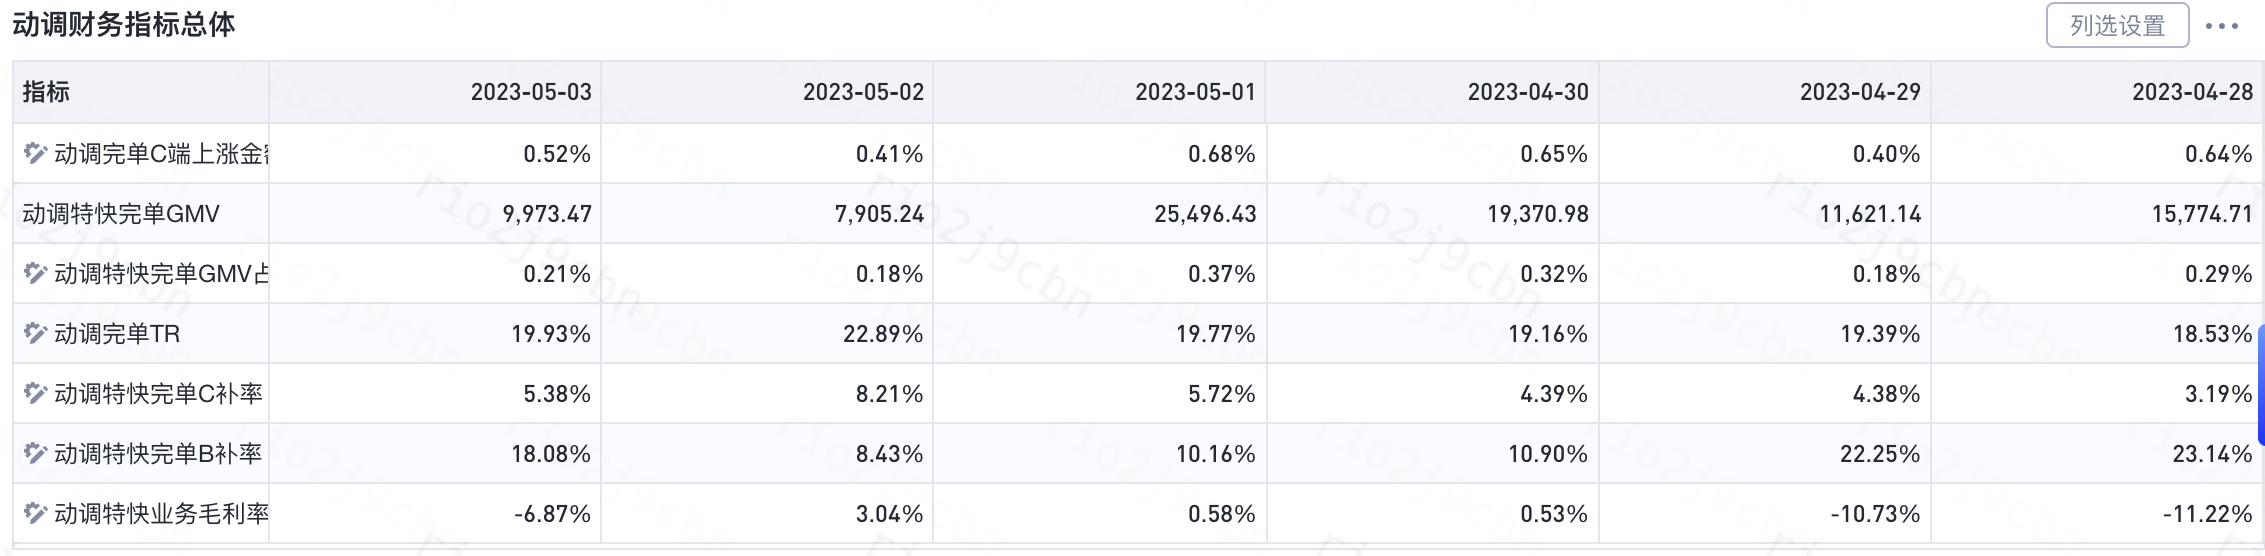 动调财务指标总体
列选设置
指标 2023-05-03 2023-05-02 2023-05-01 2023-04-30 2023-04-29 2023-04-28
动调完单C端上涨金 0.52% 0.41% 0.68% 0.65% 0.40% 0.64%
动调特快完单GMV 9,973.47 7,905.24 25,496.43 19,370.98 11,621.14 15,774.71
动调特快完单GMV占 0.21% 0.18% 0.37% 0.32% 0.18% 0.29%
动调完单TR 19.93% 22.89% 19.77% 19.16% 19.39% 18.53%
动调特快完单C补率 5.38% 8.21% 5.72% 4.39% 4.38% 3.19%
动调特快完单B补率 18.08% 8.43% 10.16% 10.90% 22.25% 23.14%
动调特快业务毛利率 -6.87% 3.04% 0.58% 0.53% -10.73% -11.22%
rio2j9cbn
rio2j9cbn
rio2j9cbn
rio2j9cbn